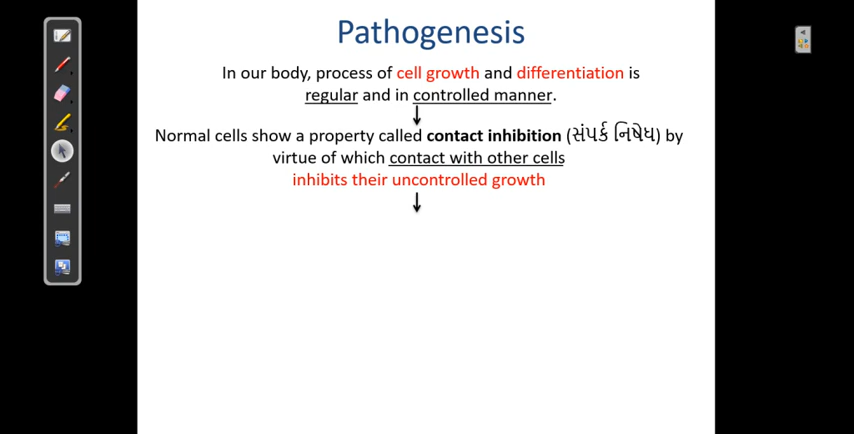 Pathogenesis
In our body, process of cell growth and differentiation is
regular and in controlled manner.
Normal cells show a property called contact inhibition (સંપર્ક નિષેધ) by
virtue of which contact with other cells
inhibits their uncontrolled growth